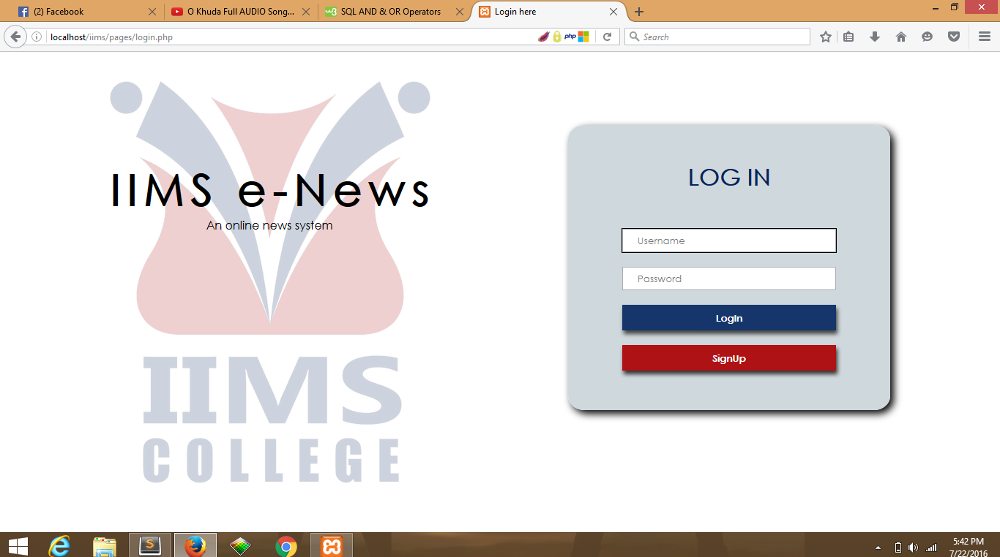 (2) Facebook
O Khuda Full AUDIO Song...
SQL AND & OR Operators
Login here
localhost/iims/pages/login.php
php
Search
IIMS e-News
An online news system
IIMS
COLLEGE
LOG IN
Username
Password
LogIn
SignUp
5:42 PM
7/22/2016